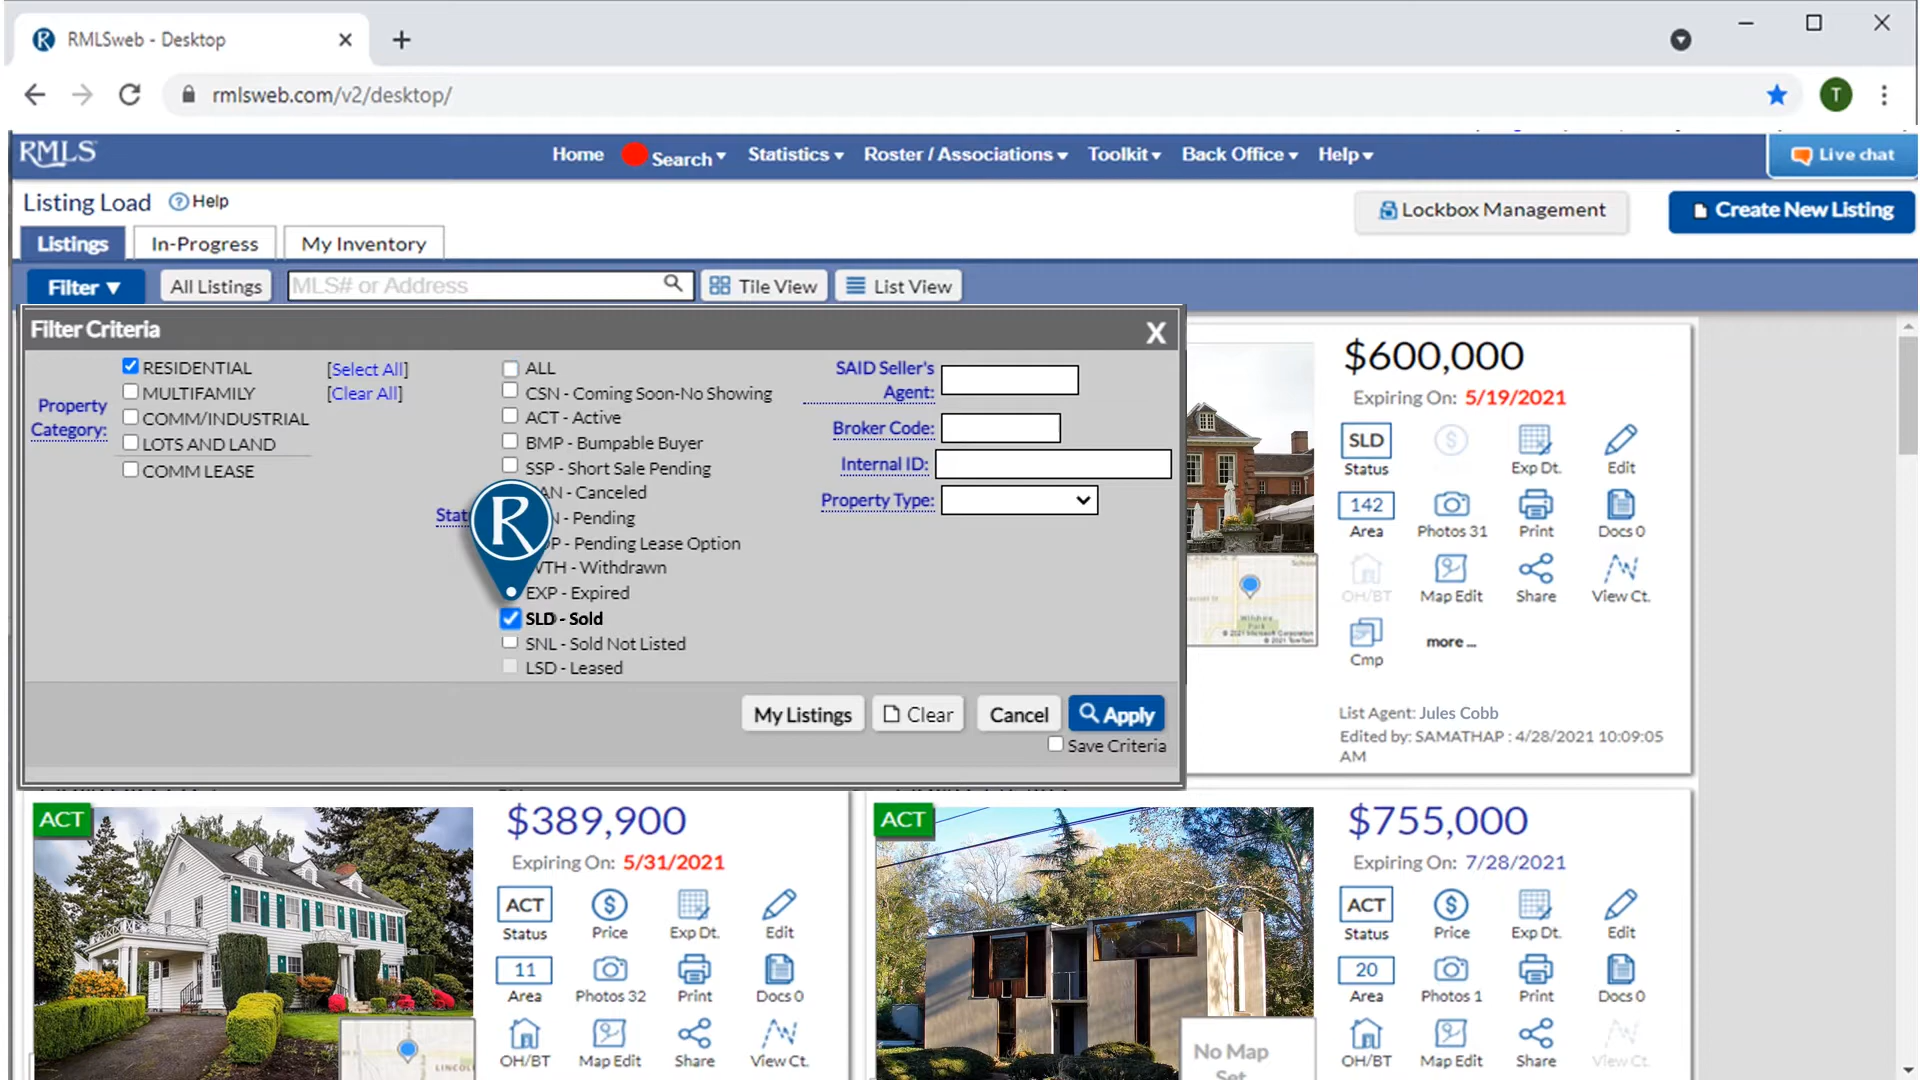 RMLSweb - Desktop
rmlsweb.com/v2/desktop/
T
RMLS
Home Search Statistics Roster / Associations Toolkit Back Office Help
Live chat
Listing Load Help
Lockbox Management Create New Listing
Listings In-Progress My Inventory
Filter ▼ All Listings MLS# or Address Tile View List View
Filter Criteria X
Property Category:
RESIDENTIAL
MULTIFAMILY
COMM/INDUSTRIAL
LOTS AND LAND
COMM LEASE
[Select All]
[Clear All]
Stat
ALL
CSN - Coming Soon-No Showing
ACT - Active
BMP - Bumpable Buyer
SSP - Short Sale Pending
AN - Canceled
N - Pending
P - Pending Lease Option
WTH - Withdrawn
EXP - Expired
SLD - Sold
SNL - Sold Not Listed
LSD - Leased
R
SAID Seller's Agent:
Broker Code:
Internal ID:
Property Type:
My Listings Clear Cancel Apply
Save Criteria
$600,000
Expiring On: 5/19/2021
SLD
Status Exp Dt. Edit
142
Area Photos 31 Print Docs 0
OH/BT Map Edit Share View Ct.
Cmp more ...
© 2021 Microsoft Corporation
© 2021 TomTom
List Agent: Jules Cobb
Edited by: SAMATHAP : 4/28/2021 10:09:05
AM
ACT
$389,900
Expiring On: 5/31/2021
ACT
Status Price Exp Dt. Edit
11
Area Photos 32 Print Docs 0
OH/BT Map Edit Share View Ct.
ACT
$755,000
Expiring On: 7/28/2021
ACT
Status Price Exp Dt. Edit
20
Area Photos 1 Print Docs 0
OH/BT Map Edit Share View Ct.
No Map
Set